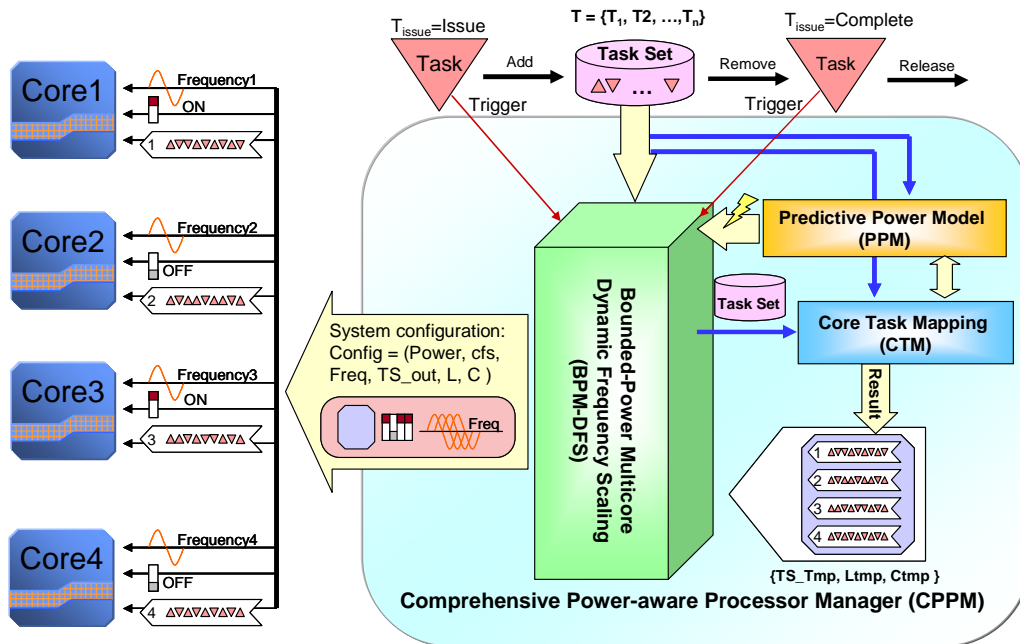 T = {T1, T2, …,Tn}
Tissue=Issue
Tissue=Complete
Task
Add
Task Set
...
Remove
Task
Release
Trigger
Trigger
Core1
Frequency1
ON
1
Core2
Frequency2
OFF
2
Core3
Frequency3
ON
3
Core4
Frequency4
OFF
4
System configuration:
Config = (Power, cfs,
Freq, TS_out, L, C )
Freq
Bounded-Power Multicore
Dynamic Frequency Scaling
(BPM-DFS)
Predictive Power Model
(PPM)
Task Set
Core Task Mapping
(CTM)
Result
1
2
3
4
{TS_Tmp, Ltmp, Ctmp }
Comprehensive Power-aware Processor Manager (CPPM)